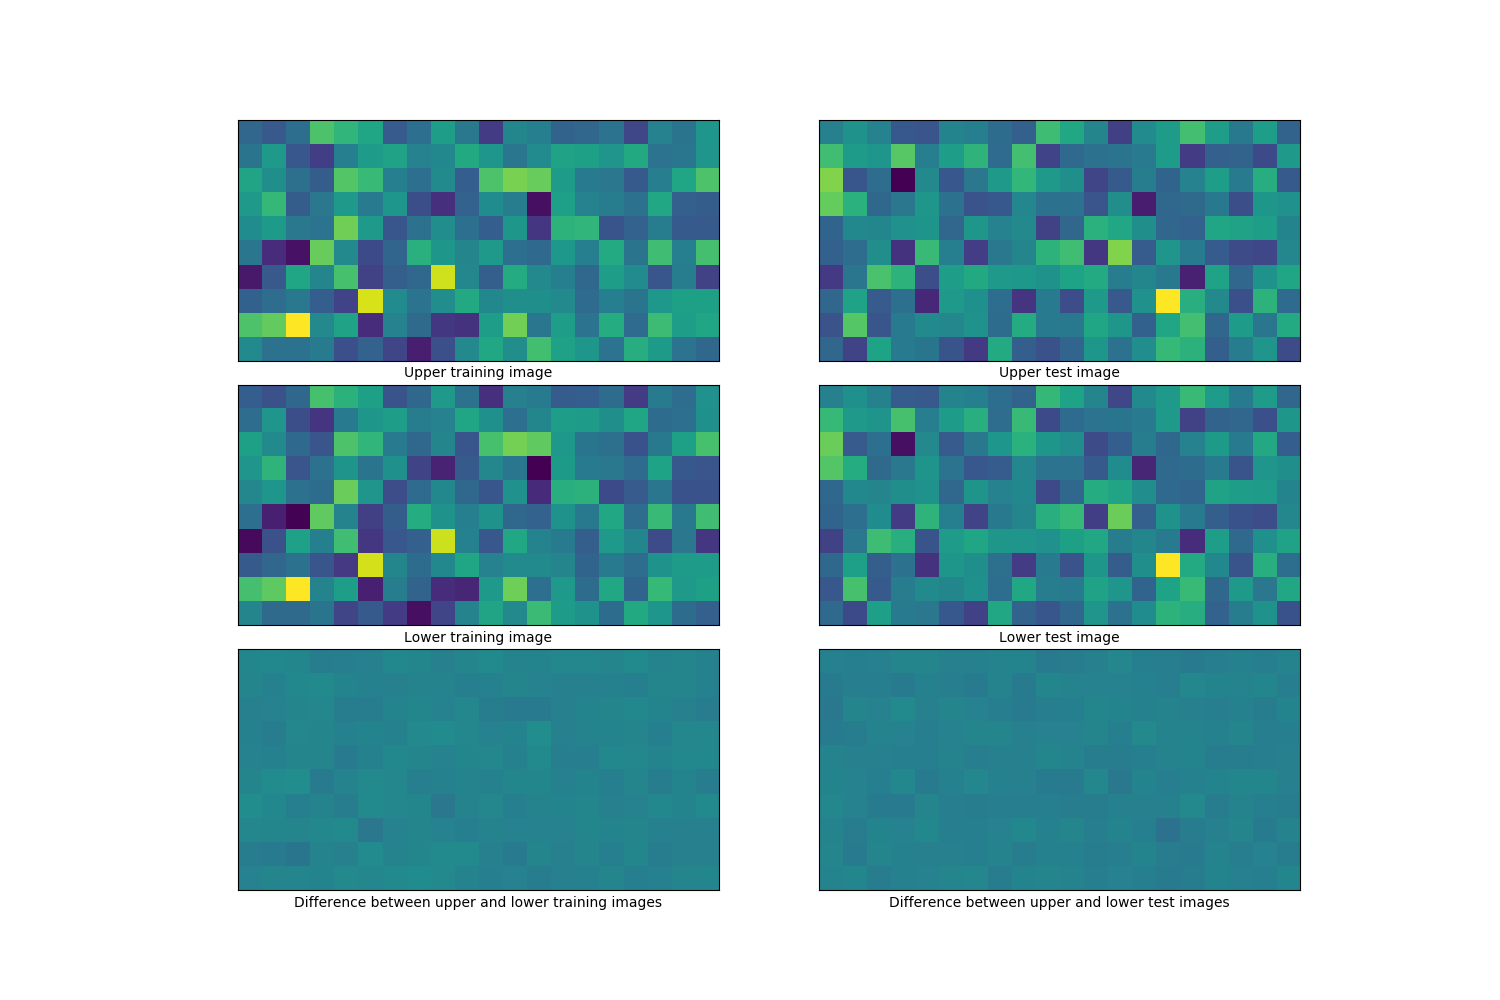 Upper training image
Upper test image
Lower training image
Lower test image
Difference between upper and lower training images
Difference between upper and lower test images